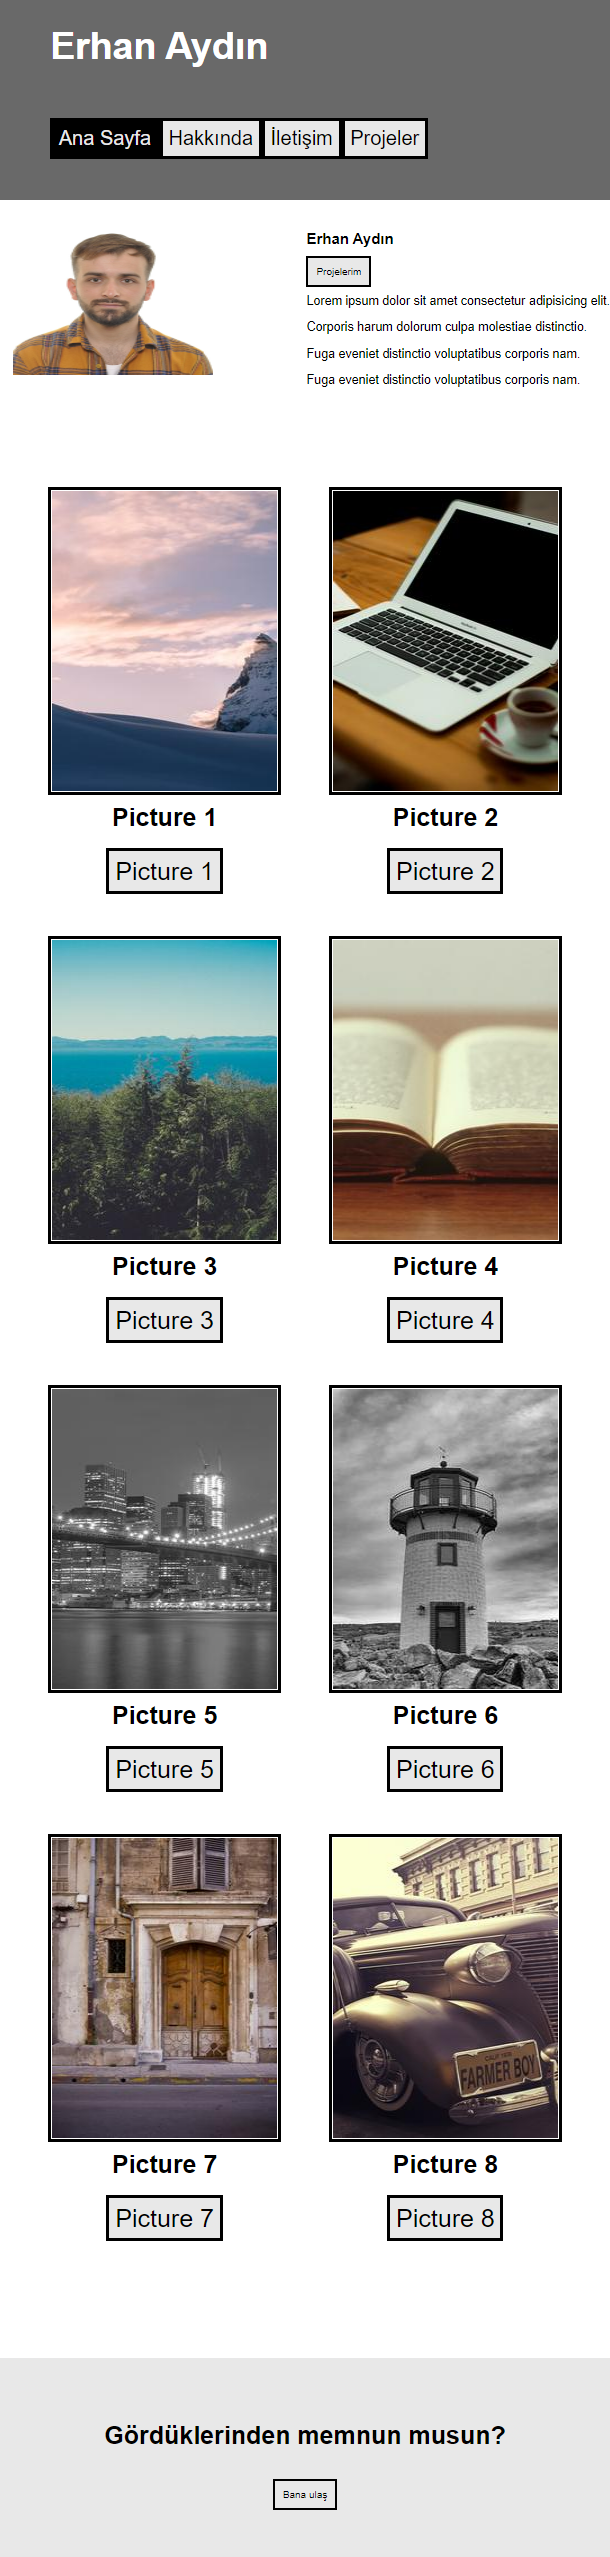 Erhan Aydın
Ana Sayfa Hakkında İletişim Projeler
Erhan Aydın
Projelerim
Lorem ipsum dolor sit amet consectetur adipisicing elit.
Corporis harum dolorum culpa molestiae distinctio.
Fuga eveniet distinctio voluptatibus corporis nam.
Fuga eveniet distinctio voluptatibus corporis nam.
Picture 1
Picture 1
Picture 2
Picture 2
Picture 3
Picture 3
Picture 4
Picture 4
Picture 5
Picture 5
Picture 6
Picture 6
FARMER BOY
Picture 7
Picture 7
Picture 8
Picture 8
Gördüklerinden memnun musun?
Bana ulaş